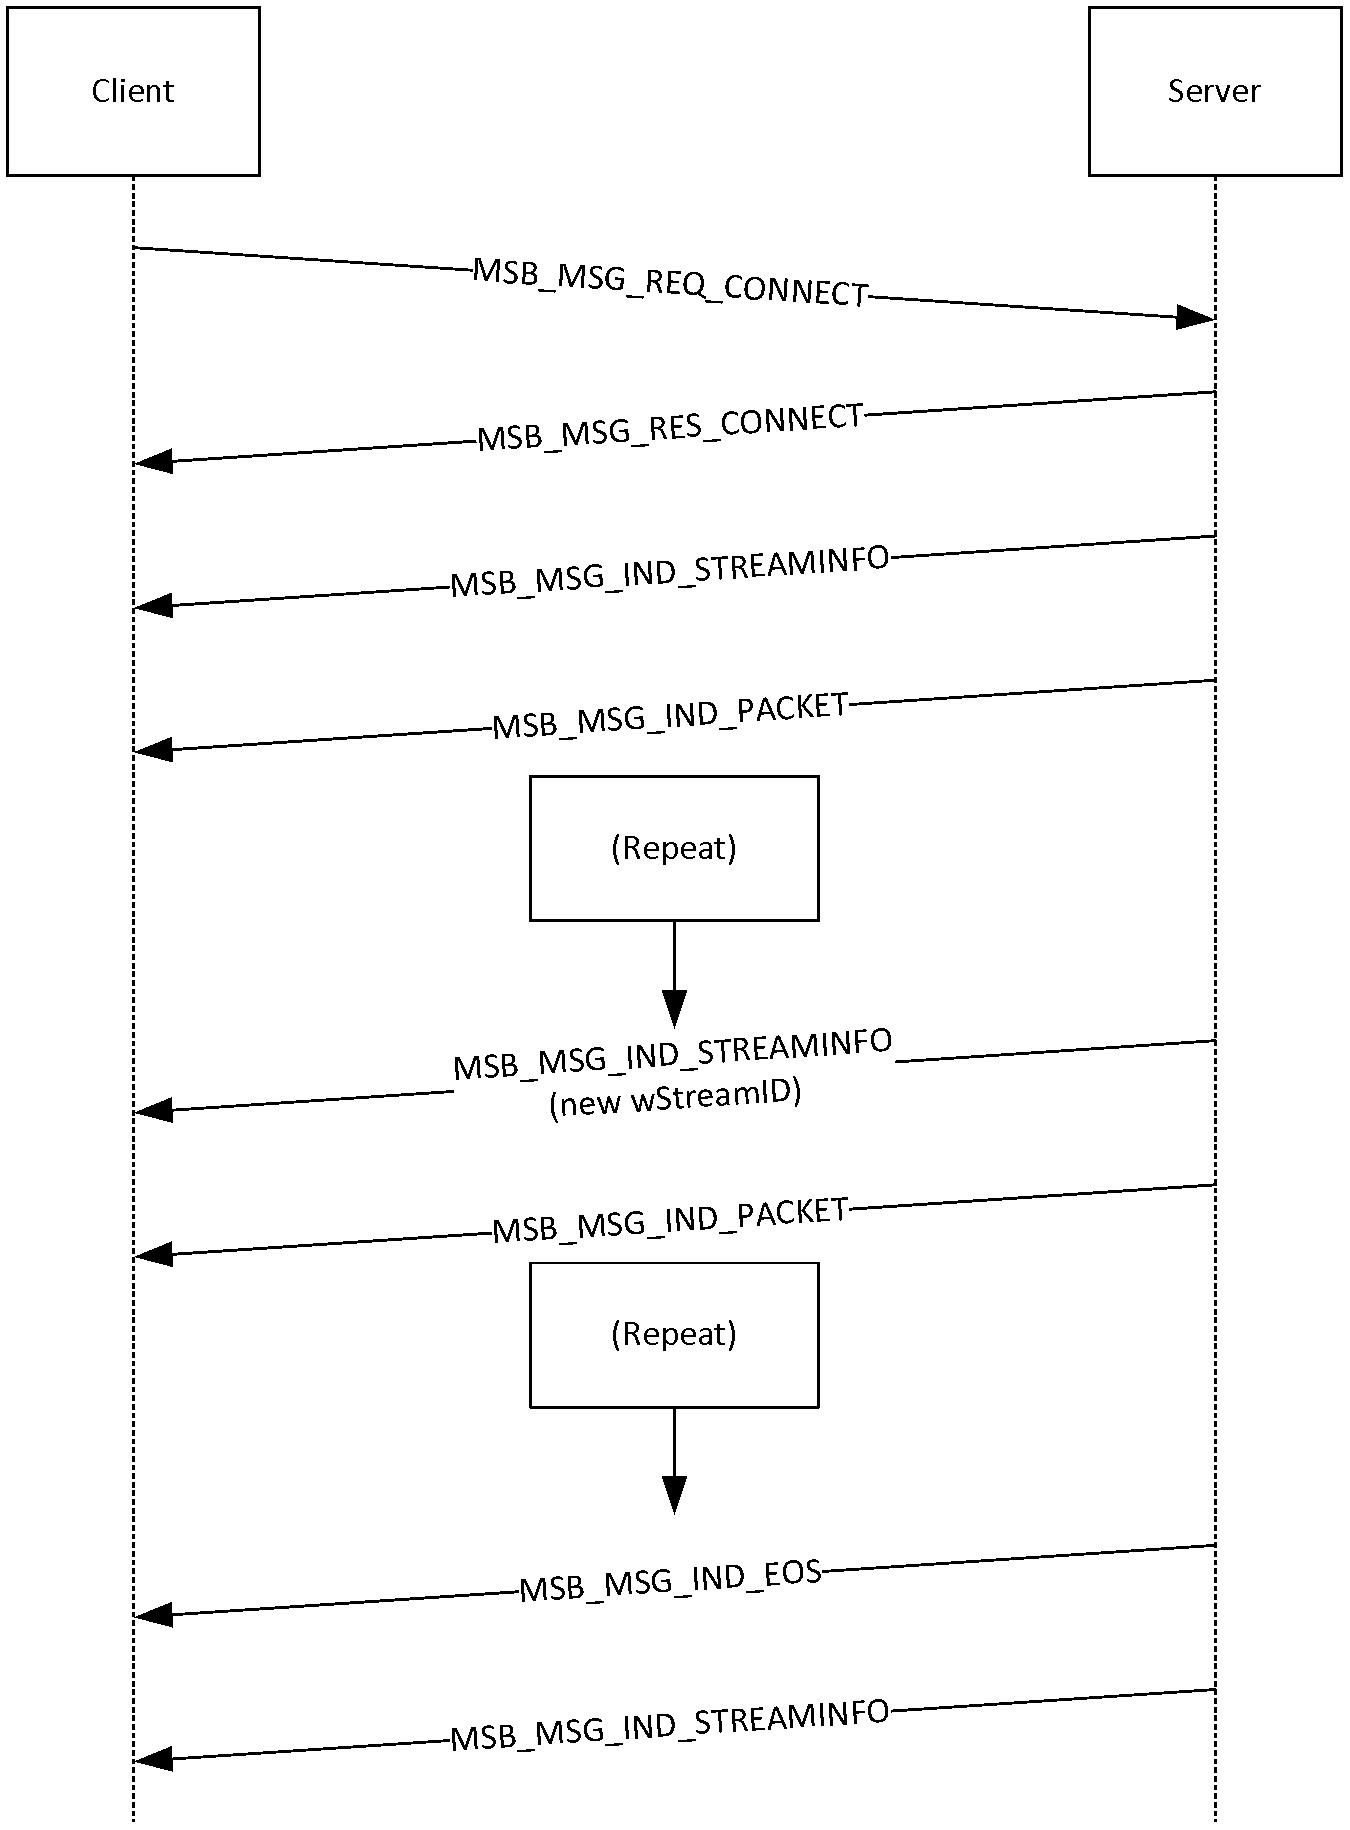 Client
Server
MSB_MSG_REQ_CONNECT
MSB_MSG_RES_CONNECT
MSB_MSG_IND_STREAMINFO
MSB_MSG_IND_PACKET
(Repeat)
MSB_MSG_IND_STREAMINFO
(new wStreamID)
MSB_MSG_IND_PACKET
(Repeat)
MSB_MSG_IND_EOS
MSB_MSG_IND_STREAMINFO